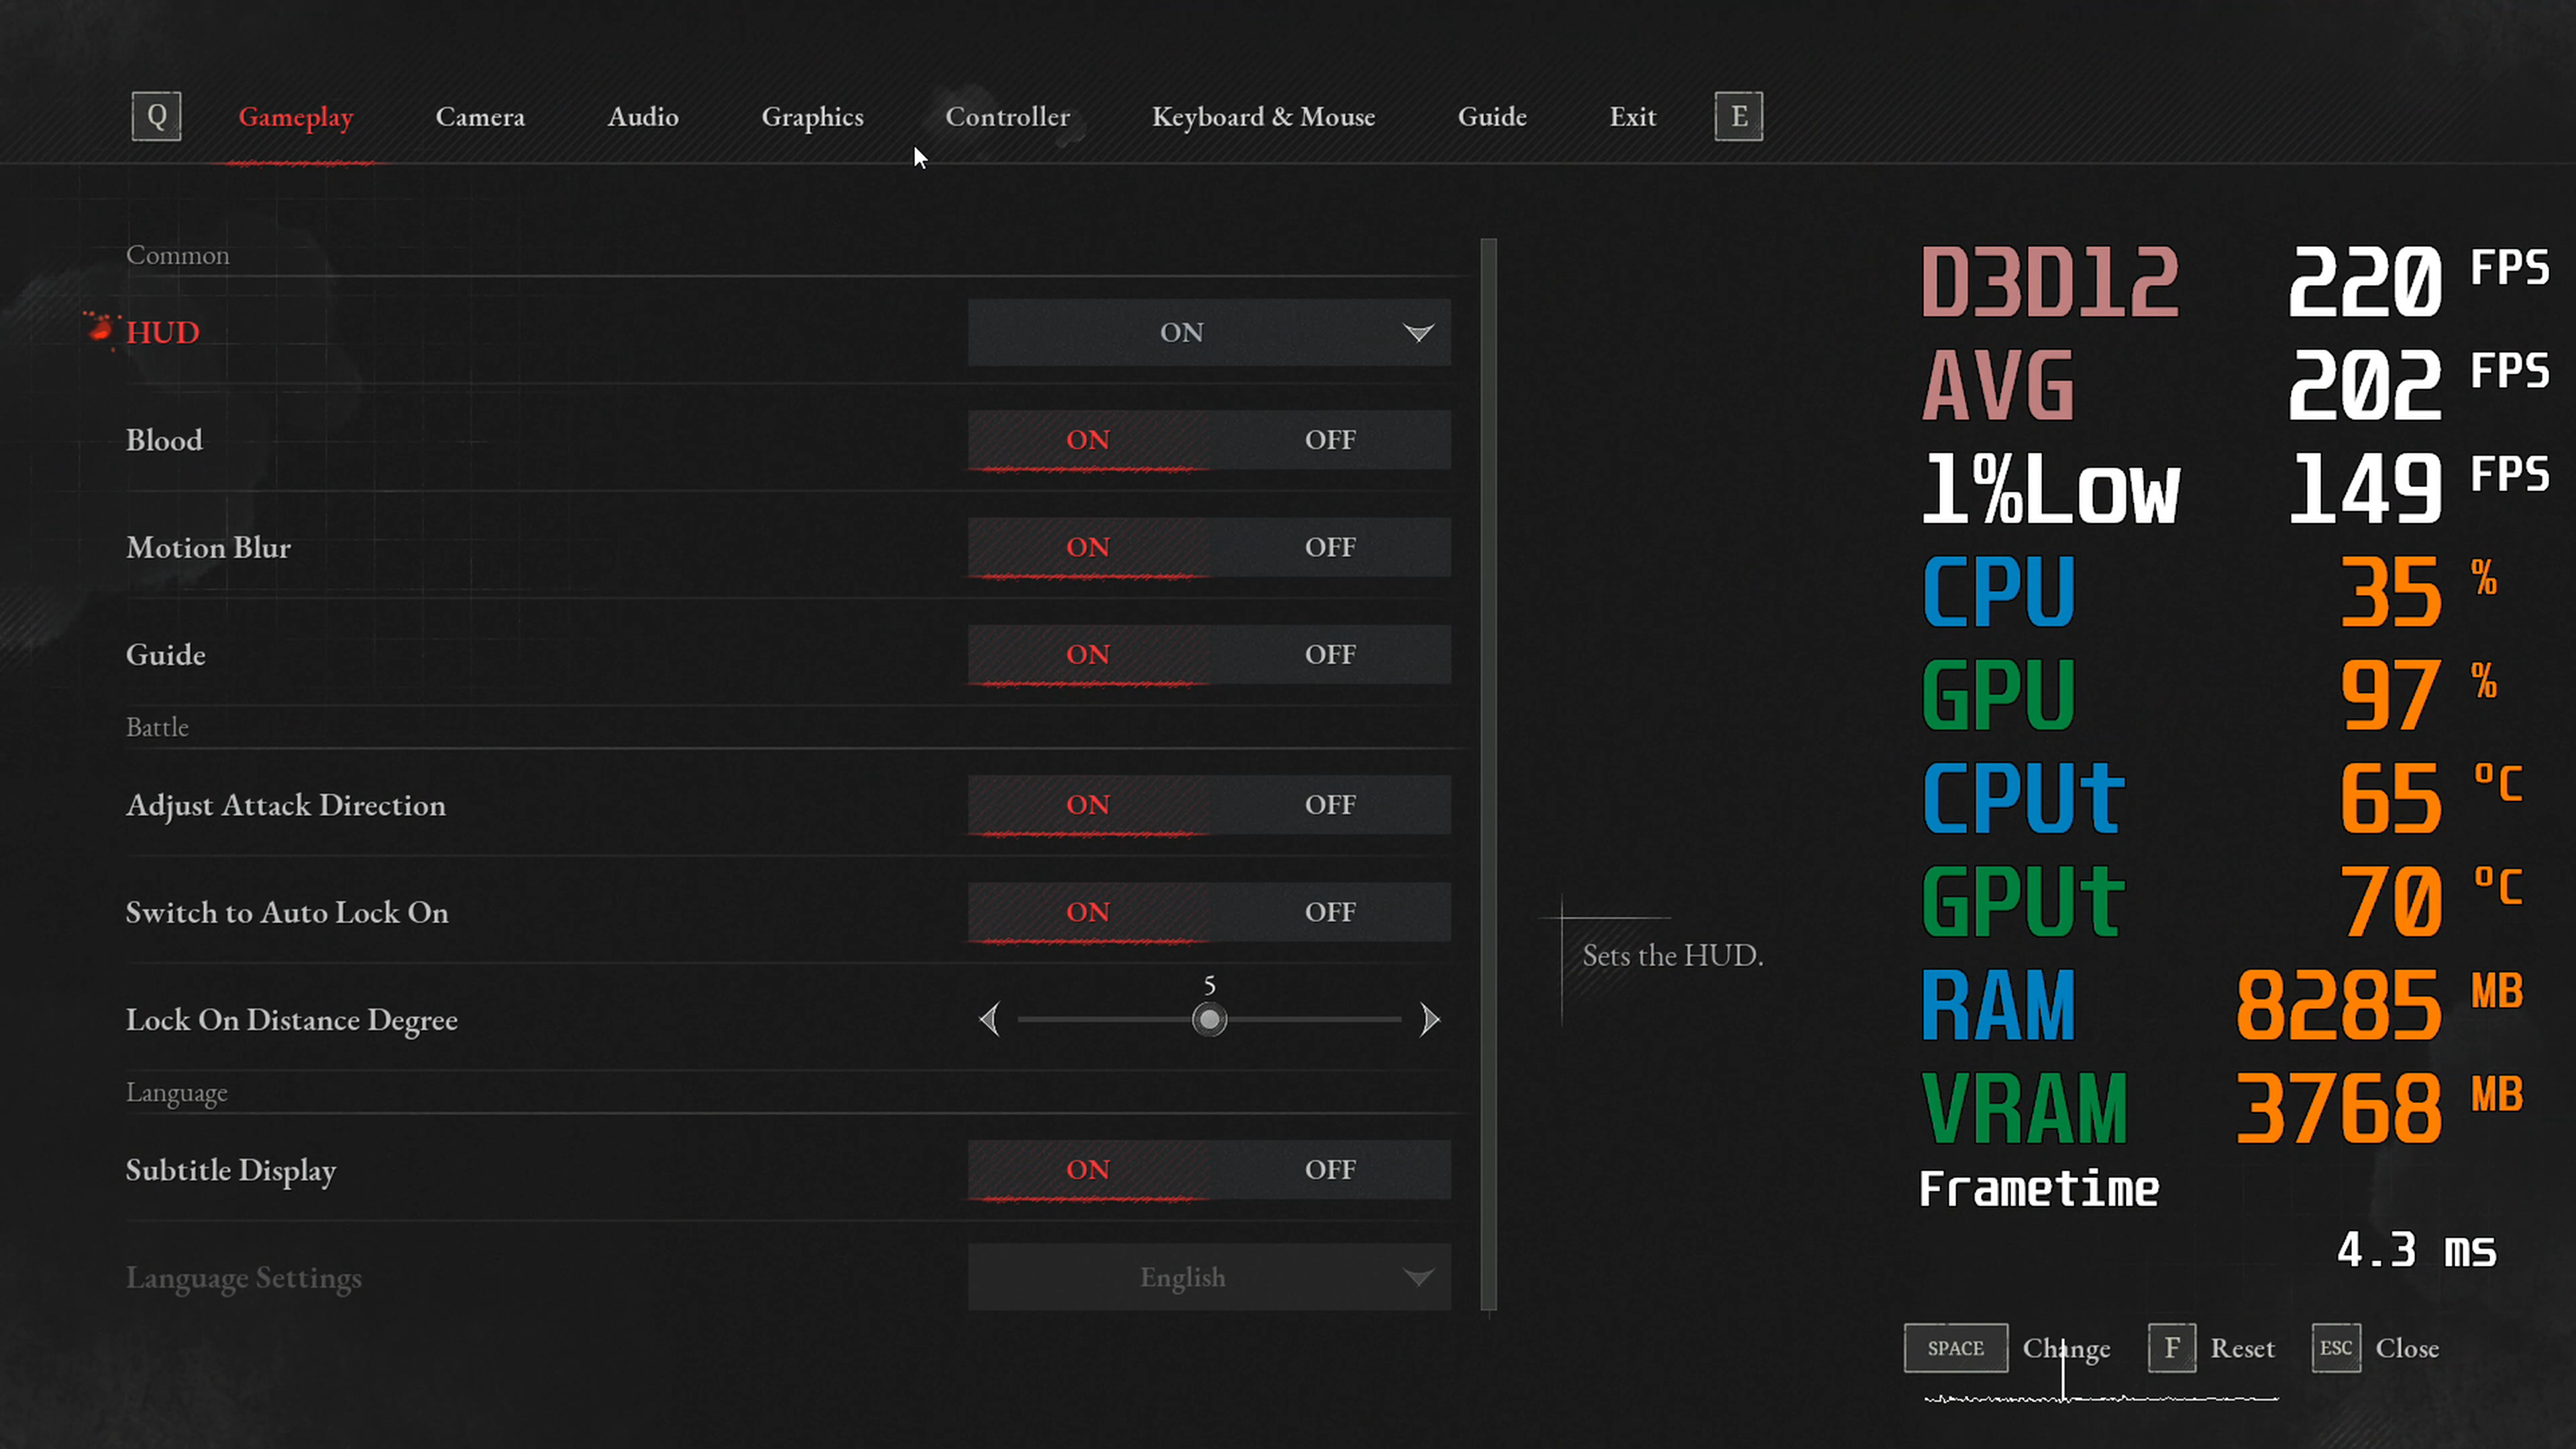 Q Gameplay Camera Audio Graphics Controller Keyboard & Mouse Guide Exit E
Common
HUD ON
Blood ON OFF
Motion Blur ON OFF
Guide ON OFF
Battle
Adjust Attack Direction ON OFF
Switch to Auto Lock On ON OFF
5
Lock On Distance Degree
Language
Subtitle Display ON OFF
Language Settings English
Sets the HUD.
D3D12 220 FPS
AVG 202 FPS
1%Low 149 FPS
CPU 35 %
GPU 97 %
CPUt 65 °C
GPUt 70 °C
RAM 8285 MB
VRAM 3768 MB
Frametime
4.3 ms
SPACE Change F Reset ESC Close